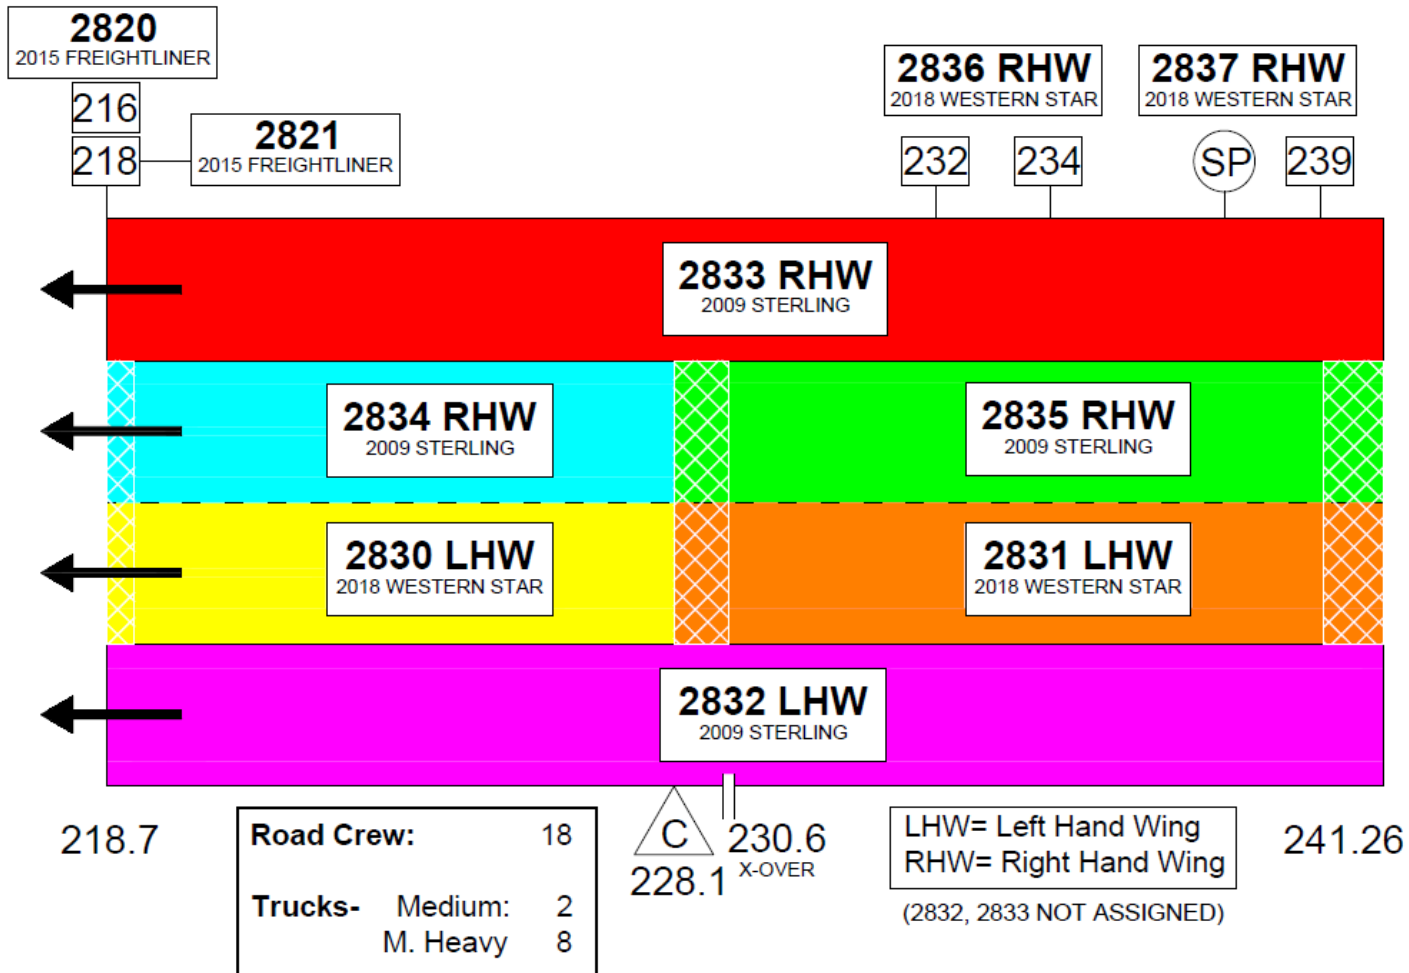 2820
2015 FREIGHTLINER
216
218
2821
2015 FREIGHTLINER
2836 RHW
2018 WESTERN STAR
232
234
2837 RHW
2018 WESTERN STAR
SP
239
2833 RHW
2009 STERLING
2834 RHW
2009 STERLING
2835 RHW
2009 STERLING
2830 LHW
2018 WESTERN STAR
2831 LHW
2018 WESTERN STAR
2832 LHW
2009 STERLING
218.7
Road Crew: 18
Trucks- Medium: 2
M. Heavy 8
C
228.1
230.6
X-OVER
LHW= Left Hand Wing
RHW= Right Hand Wing
(2832, 2833 NOT ASSIGNED)
241.26